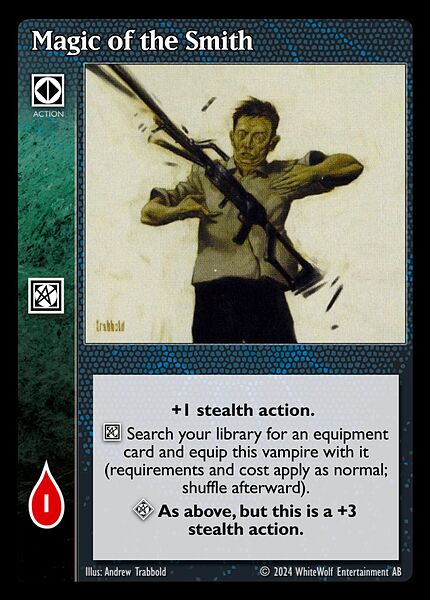 Magic of the Smith
ACTION
Trabbold
+1 stealth action.
Search your library for an equipment
card and equip this vampire with it
(requirements and cost apply as normal;
shuffle afterward).
As above, but this is a +3
stealth action.
1
Illus: Andrew Trabbold
© 2024 WhiteWolf Entertainment AB